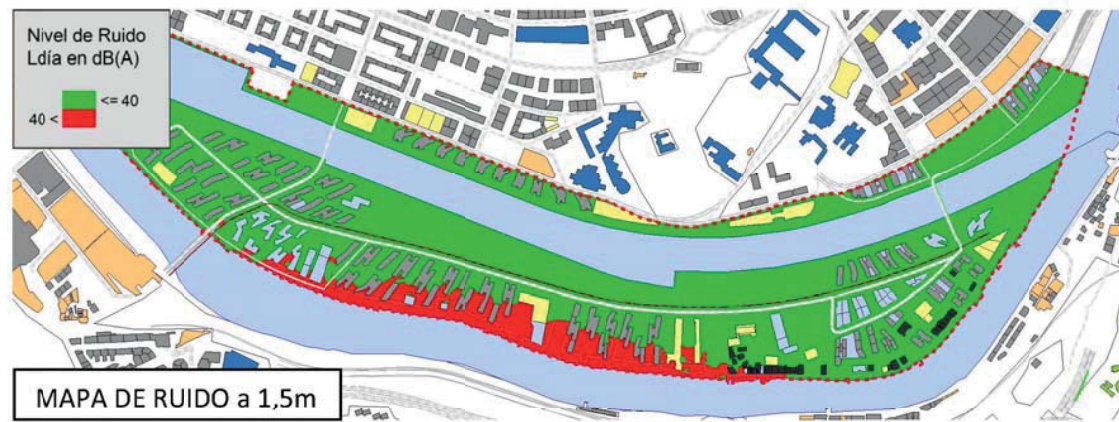 Nivel de Ruido
Ldía en dB(A)
<= 40
40 <
MAPA DE RUIDO a 1,5m